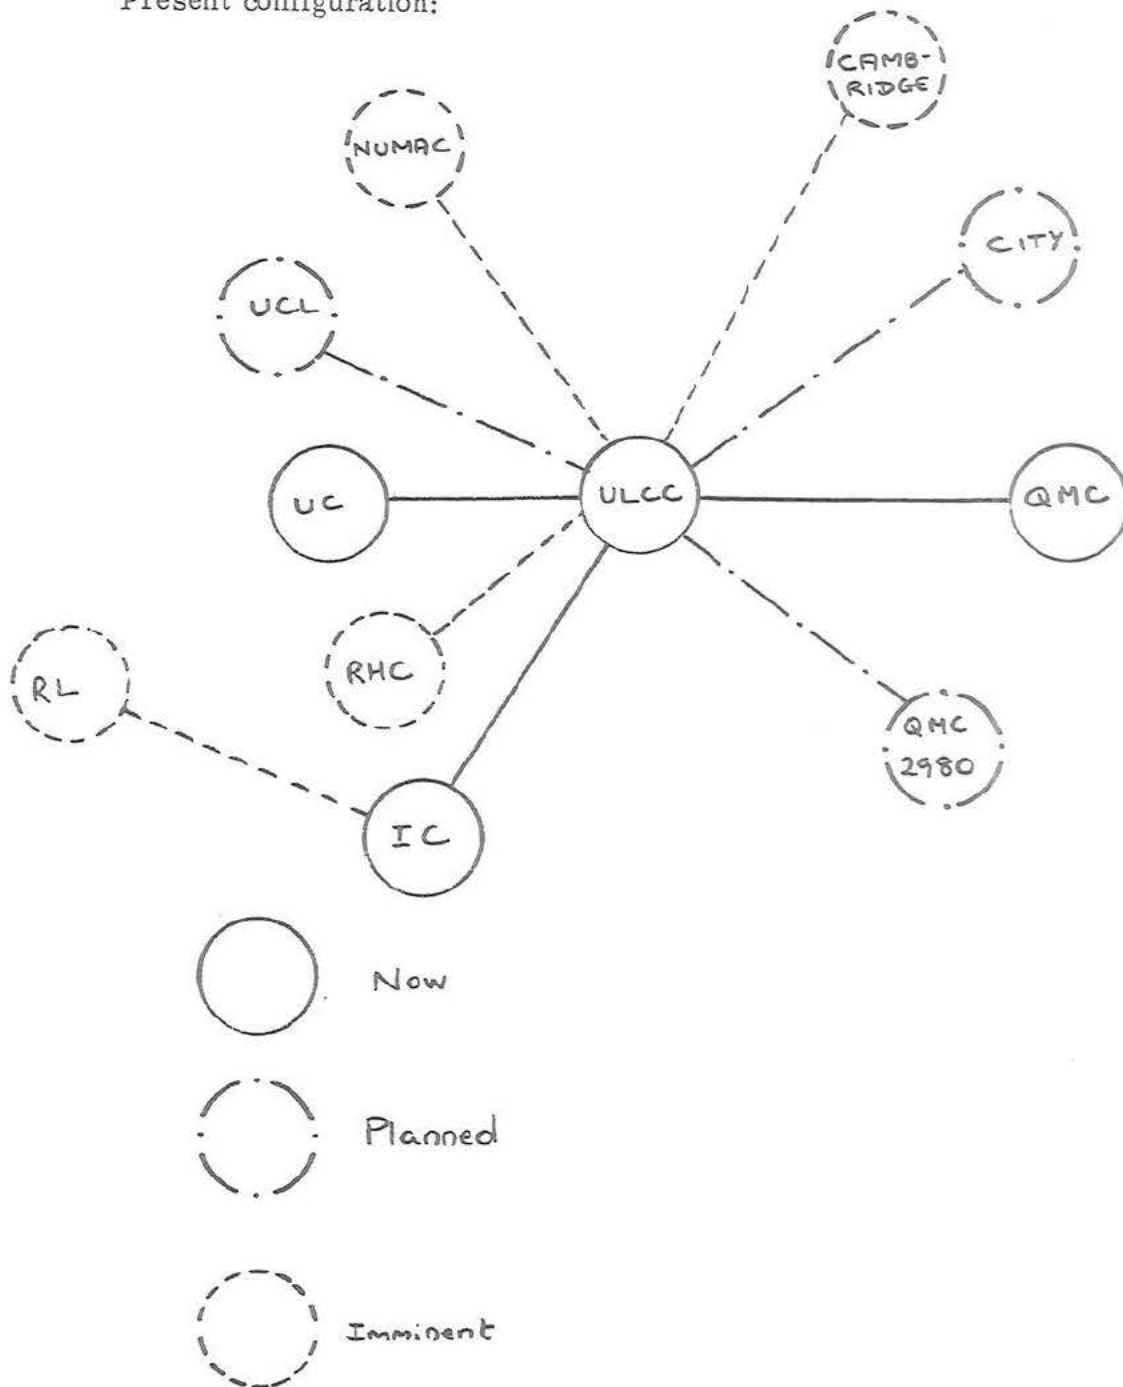 Present configuration:
CAMB-
RIDGE
NUMAC
CITY
UCL
UC
ULCC
QMC
RHC
RL
QMC
2980
IC
Now
Planned
Imminent